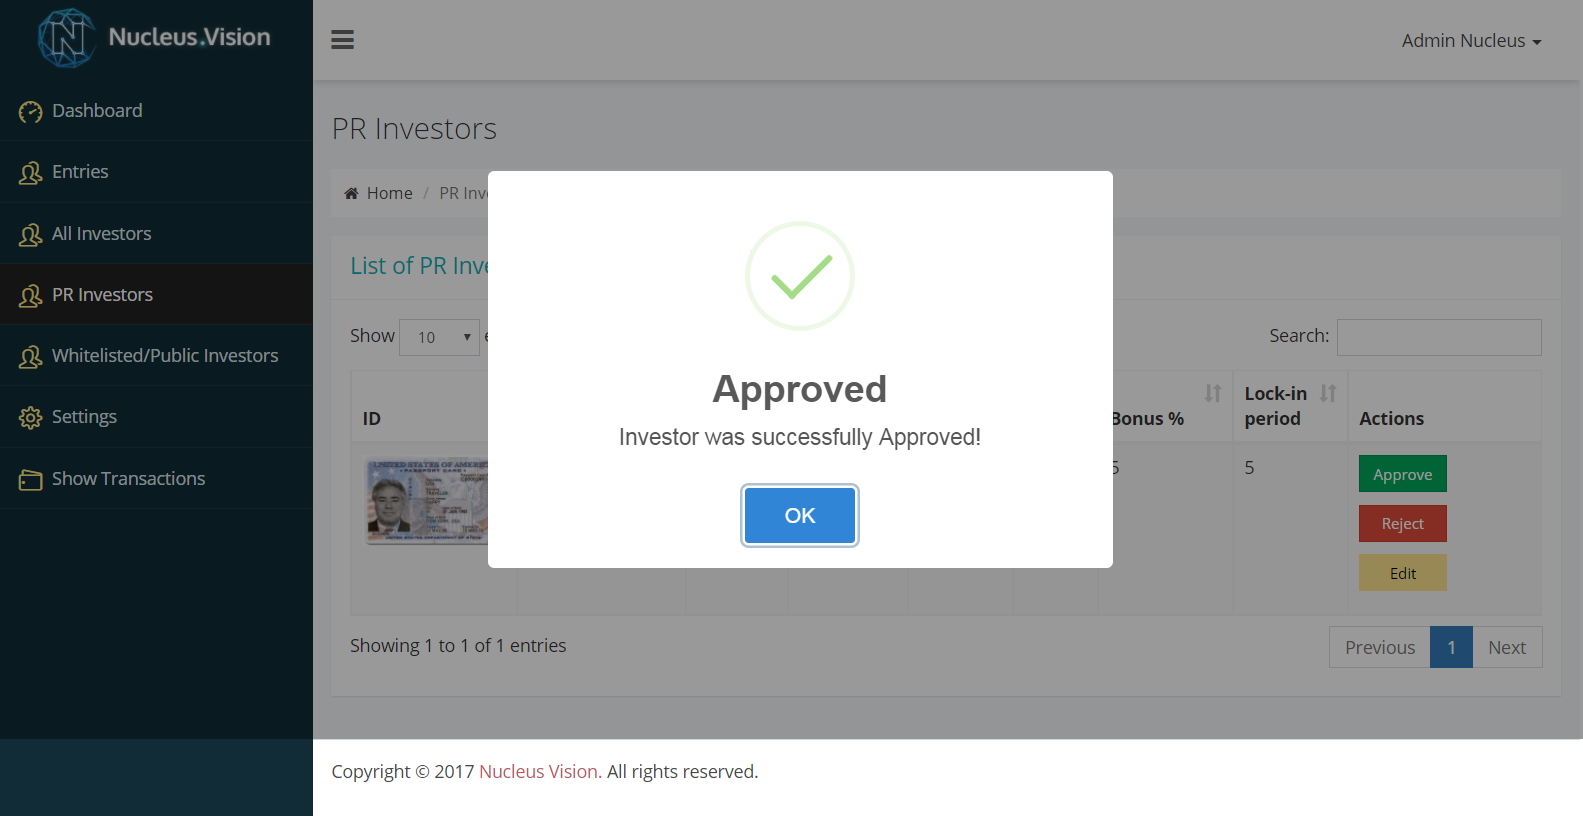 Nucleus.Vision
Admin Nucleus
Dashboard
Entries
All Investors
PR Investors
Whitelisted/Public Investors
Settings
Show Transactions
PR Investors
Home / PR Inv
List of PR Inve
Show 10
Search:
ID
Bonus %
Lock-in
period
Actions
UNITED STATES OF AMERI
PASSPORT CARD
5
5
Approve
Reject
Edit
Approved
Investor was successfully Approved!
OK
Showing 1 to 1 of 1 entries
Previous 1 Next
Copyright © 2017 Nucleus Vision. All rights reserved.